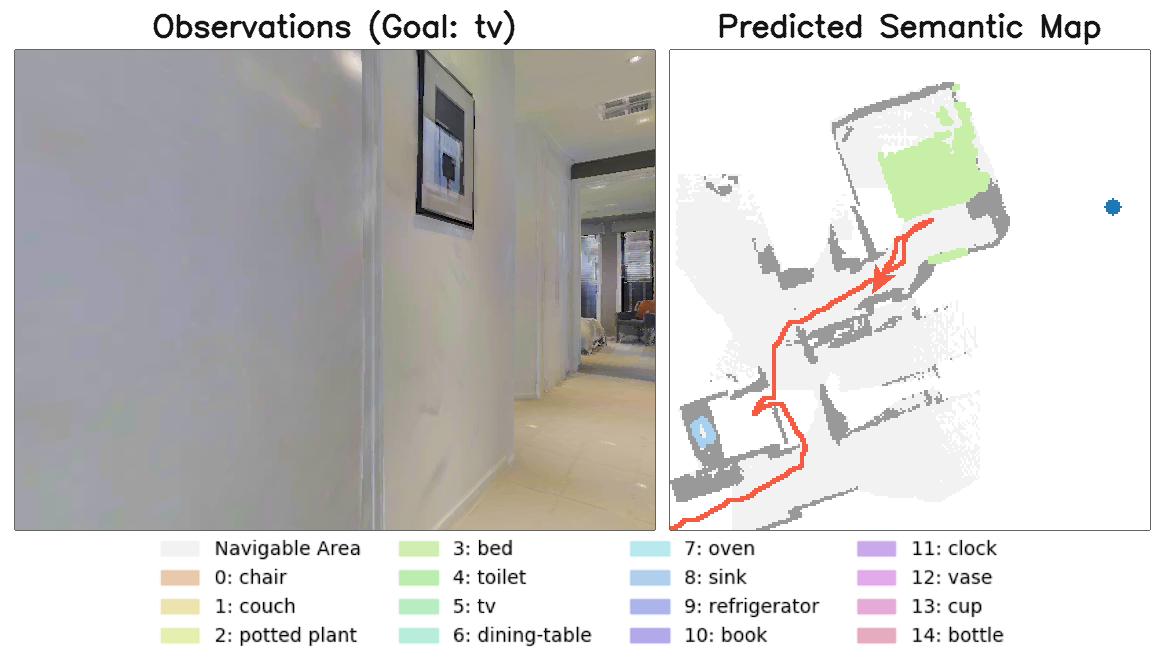 Observations (Goal: tv)
Predicted Semantic Map
Navigable Area
0: chair
1: couch
2: potted plant
3: bed
4: toilet
5: tv
6: dining-table
7: oven
8: sink
9: refrigerator
10: book
11: clock
12: vase
13: cup
14: bottle